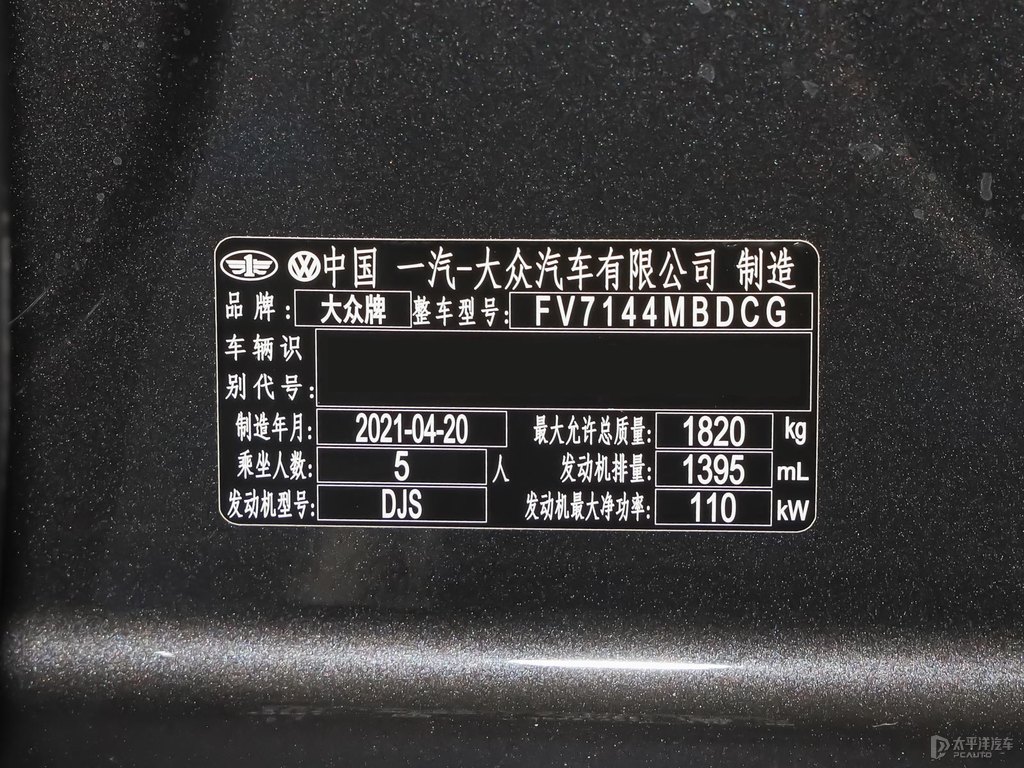 中国 一汽-大众汽车有限公司 制造
品牌: 大众牌 整车型号: FV7144MBDCG
车辆识
别代号:
制造年月: 2021-04-20 最大允许总质量: 1820 kg
乘坐人数: 5 人 发动机排量: 1395 mL
发动机型号: DJS 发动机最大净功率: 110 kW
太平洋汽车
PCAUTO